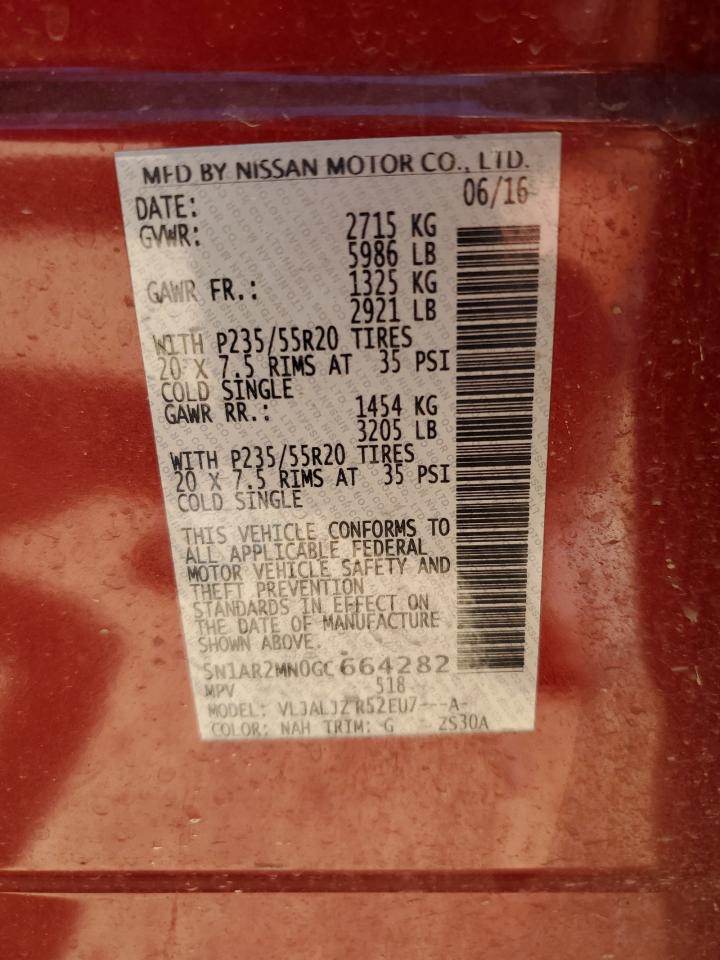 MFD BY NISSAN MOTOR CO., LTD.
DATE: 06/16
GVWR: 2715 KG
5986 LB
GAWR FR.: 1325 KG
2921 LB
WITH P235/55R20 TIRES
20 X 7.5 RIMS AT 35 PSI
COLD SINGLE
GAWR RR.: 1454 KG
3205 LB
WITH P235/55R20 TIRES
20 X 7.5 RIMS AT 35 PSI
COLD SINGLE
THIS VEHICLE CONFORMS TO
ALL APPLICABLE FEDERAL
MOTOR VEHICLE SAFETY AND
THEFT PREVENTION
STANDARDS IN EFFECT ON
THE DATE OF MANUFACTURE
SHOWN ABOVE.
5N1AR2MN0GC664282
MPV 518
MODEL: VLJALJZ R52EU7---A-
COLOR: NAH TRIM: G ZS30A